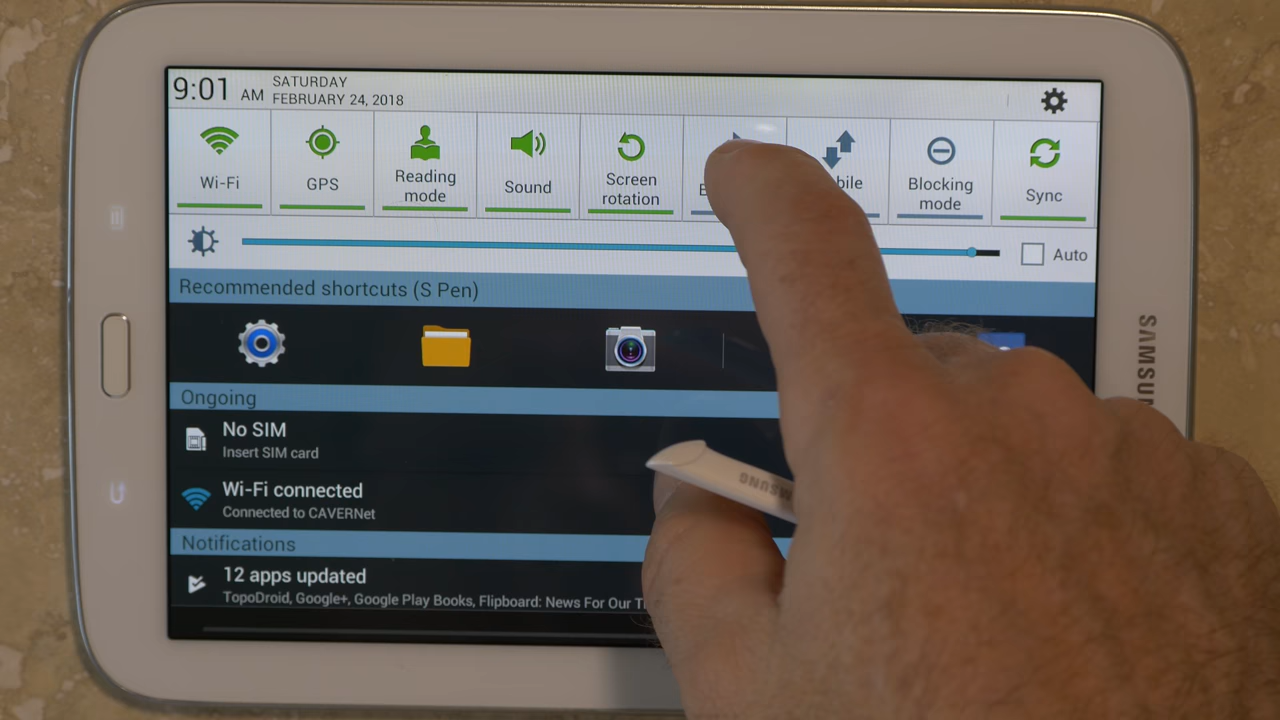 9:01 AM
SATURDAY
FEBRUARY 24, 2018
Wi-Fi
GPS
Reading
mode
Sound
Screen
rotation
Blocking
mode
Sync
Auto
Recommended shortcuts (S Pen)
Ongoing
No SIM
Insert SIM card
Wi-Fi connected
Connected to CAVERNet
Notifications
12 apps updated
TopoDroid, Google+, Google Play Books, Flipboard: News For Our
SAMSUNG
SAMSUNG